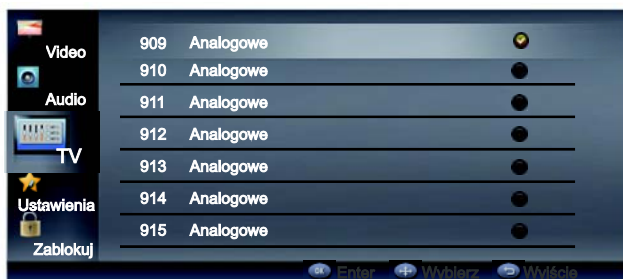 Video
Audio
TV
Ustawienia
Zablokuj
909 Analogowe
910 Analogowe
911 Analogowe
912 Analogowe
913 Analogowe
914 Analogowe
915 Analogowe
OK Enter Wybierz Wyjście